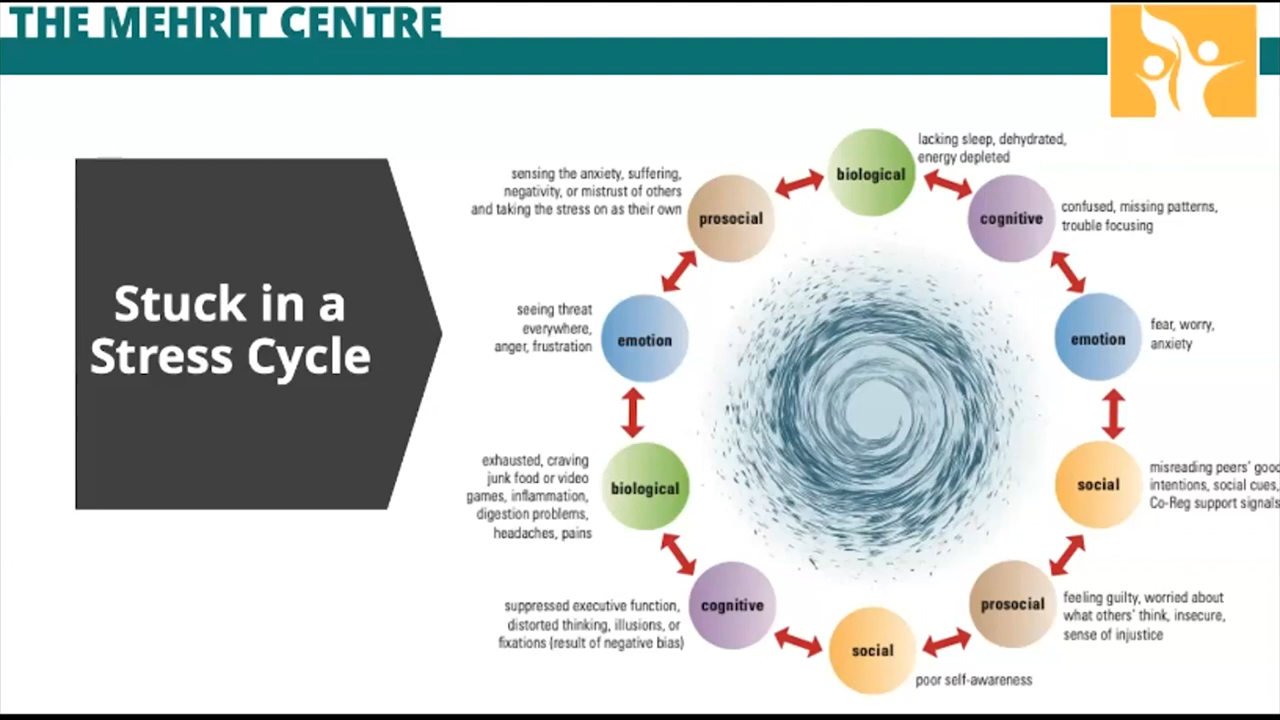 THE MEHRIT CENTRE
Stuck in a
Stress Cycle
biological
lacking sleep, dehydrated,
energy depleted
cognitive
confused, missing patterns,
trouble focusing
emotion
fear, worry,
anxiety
social
misreading peers' good
intentions, social cues,
Co-Reg support signals
prosocial
feeling guilty, worried about
what others' think, insecure,
sense of injustice
social
poor self-awareness
cognitive
suppressed executive function,
distorted thinking, illusions, or
fixations (result of negative bias)
biological
exhausted, craving
junk food or video
games, inflammation,
digestion problems,
headaches, pains
emotion
seeing threat
everywhere,
anger, frustration
prosocial
sensing the anxiety, suffering,
negativity, or mistrust of others
and taking the stress on as their own